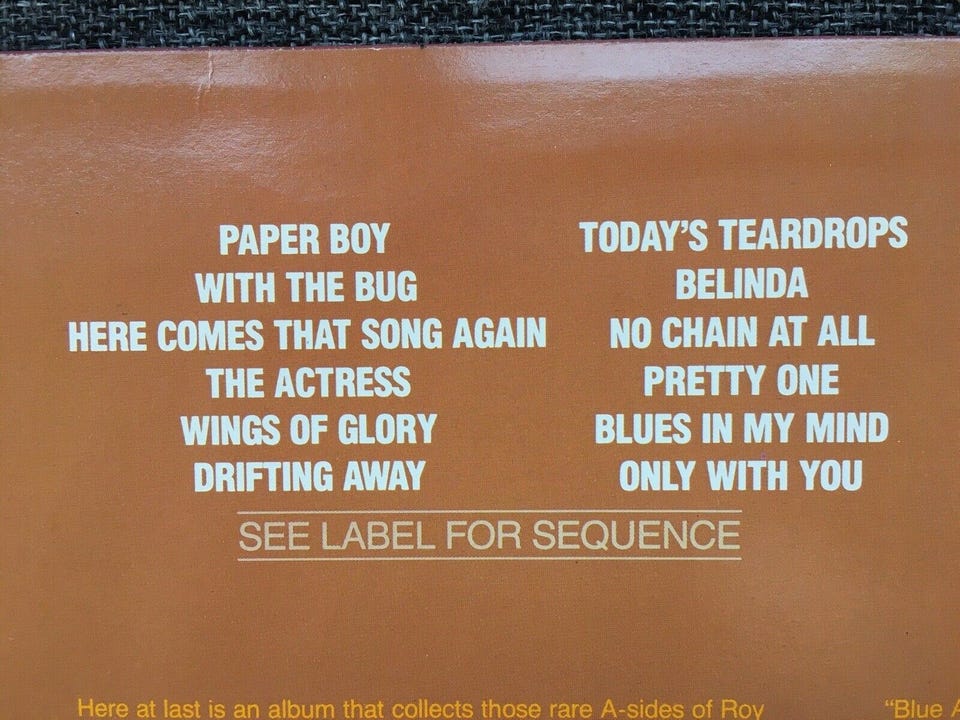 PAPER BOY
WITH THE BUG
HERE COMES THAT SONG AGAIN
THE ACTRESS
WINGS OF GLORY
DRIFTING AWAY
TODAY'S TEARDROPS
BELINDA
NO CHAIN AT ALL
PRETTY ONE
BLUES IN MY MIND
ONLY WITH YOU
SEE LABEL FOR SEQUENCE
Here at last is an album that collects those rare A-sides of Roy
“Blue